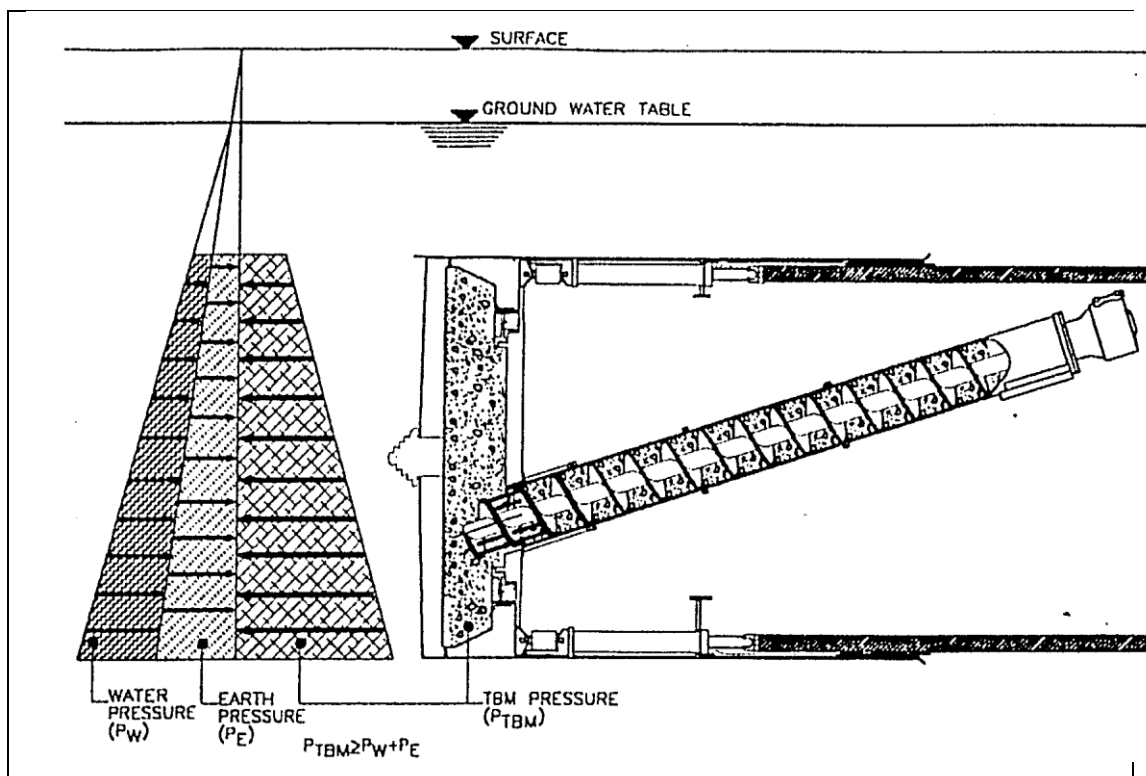 SURFACE
GROUND WATER TABLE
WATER
PRESSURE
(PW)
EARTH
PRESSURE
(PE)
TBM PRESSURE
(PTBM)
PTBM≥PW+PE